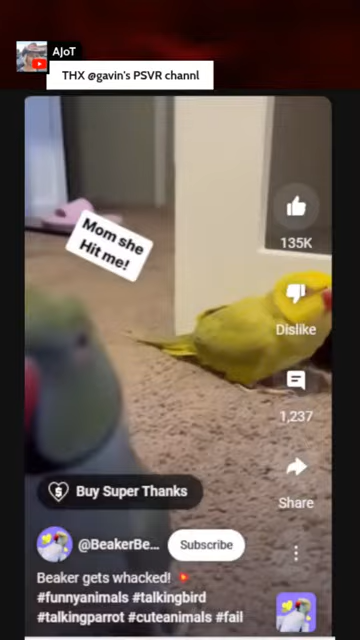 AJoT
THX @gavin's PSVR channl
Mom she
Hit me!
135K
Dislike
1,237
Share
Buy Super Thanks
@BeakerBe...
Subscribe
Beaker gets whacked! 💥
#funnyanimals #talkingbird
#talkingparrot #cuteanimals #fail